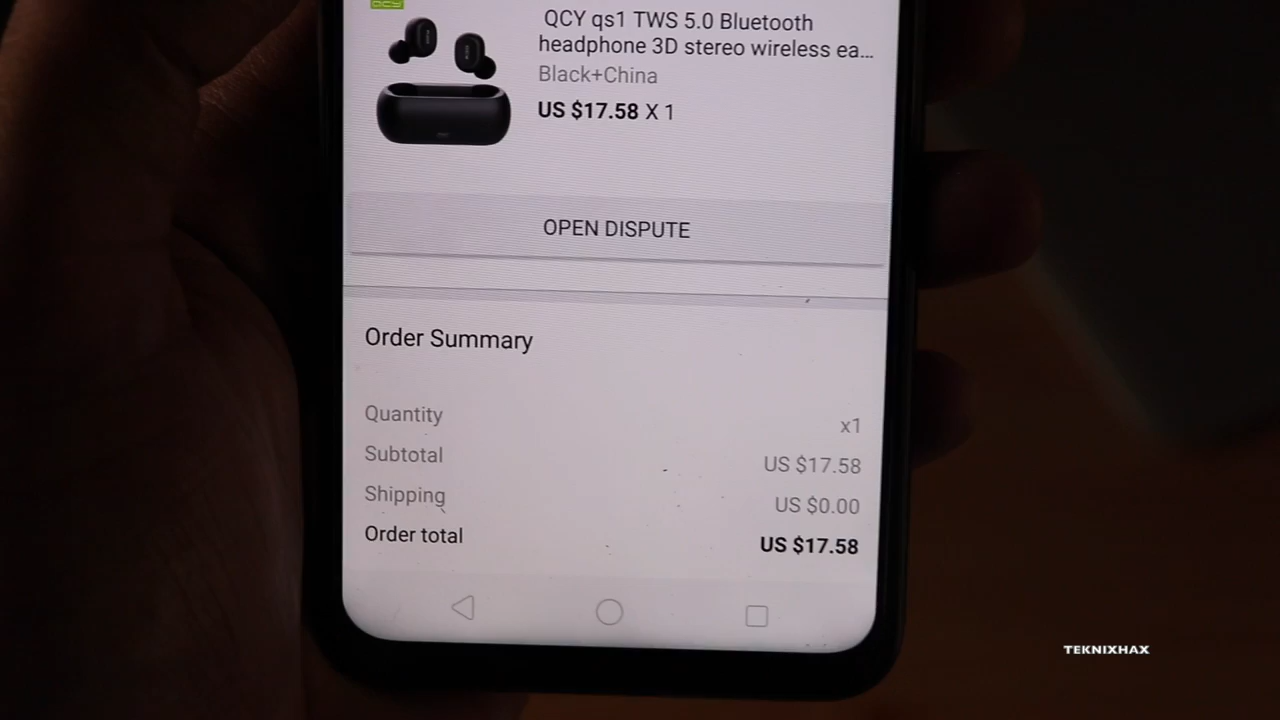 QCY
QCY qs1 TWS 5.0 Bluetooth
headphone 3D stereo wireless ea...
Black+China
US $17.58 X 1
OPEN DISPUTE
Order Summary
Quantity x1
Subtotal US $17.58
Shipping US $0.00
Order total US $17.58
TEKNIXHAX